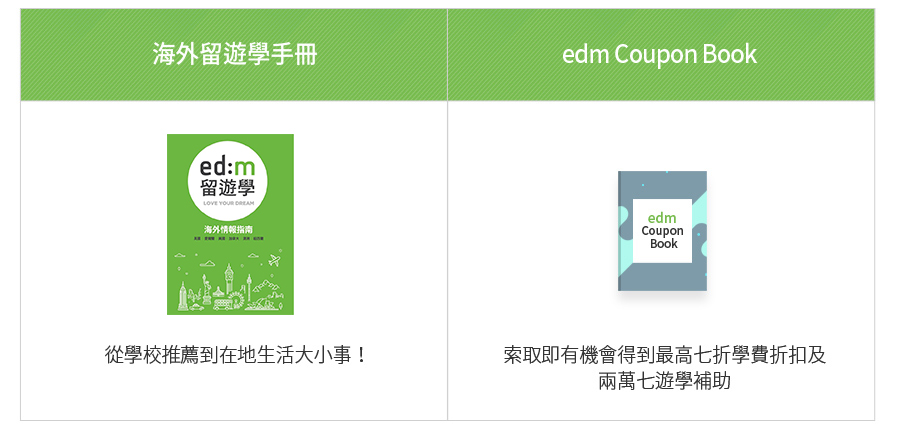 海外留遊學手冊
edm Coupon Book
ed:m
留遊學
LOVE YOUR DREAM
海外情報指南
edm
Coupon
Book
從學校推薦到在地生活大小事！
索取即有機會得到最高七折學費折扣及
兩萬七遊學補助